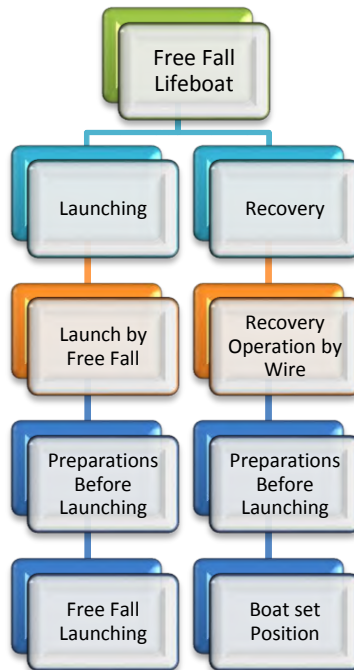 Free Fall
Lifeboat
Launching
Recovery
Launch by
Free Fall
Recovery
Operation by
Wire
Preparations
Before
Launching
Preparations
Before
Launching
Free Fall
Launching
Boat set
Position